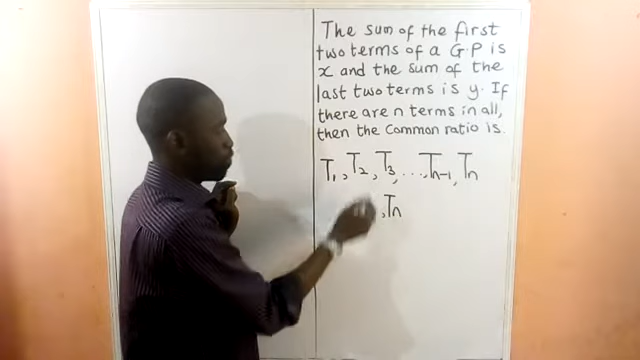 The sum of the first
two terms of a G.P is
x and the sum of the
last two terms is y. If
there are n terms in all,
then the common ratio is.
T1, T2, T3, ..., Tn-1, Tn
, Tn